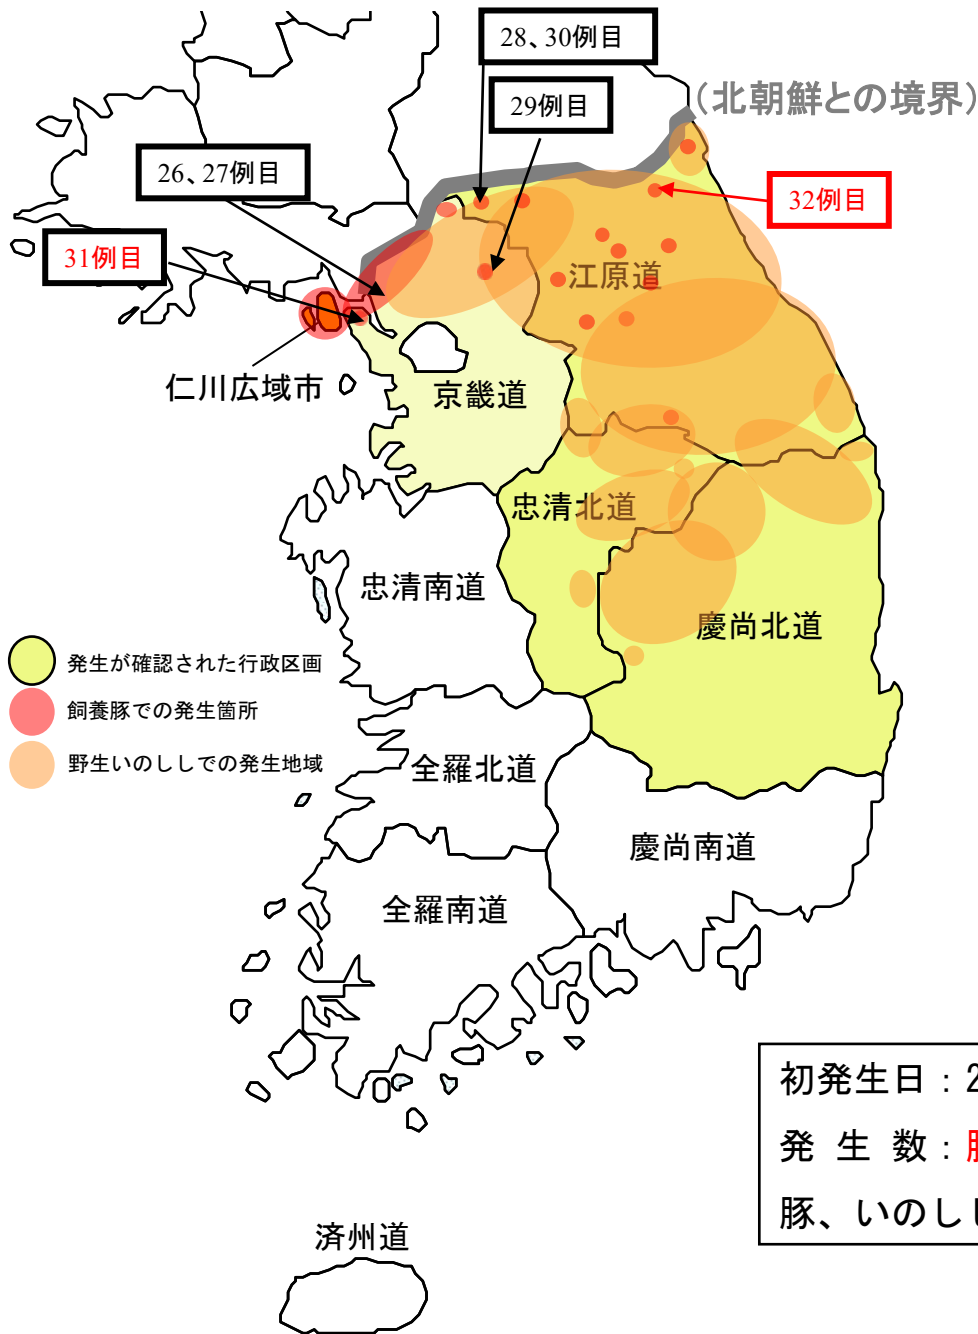 28、30例目
(北朝鮮との境界)
29例目
26、27例目
32例目
31例目
江原道
仁川広域市
京畿道
忠清北道
忠清南道
慶尚北道
発生が確認された行政区画
飼養豚での発生箇所
野生いのししでの発生地域
全羅北道
慶尚南道
全羅南道
初発生日：2
発 生 数：
豚、いのしし
済州道